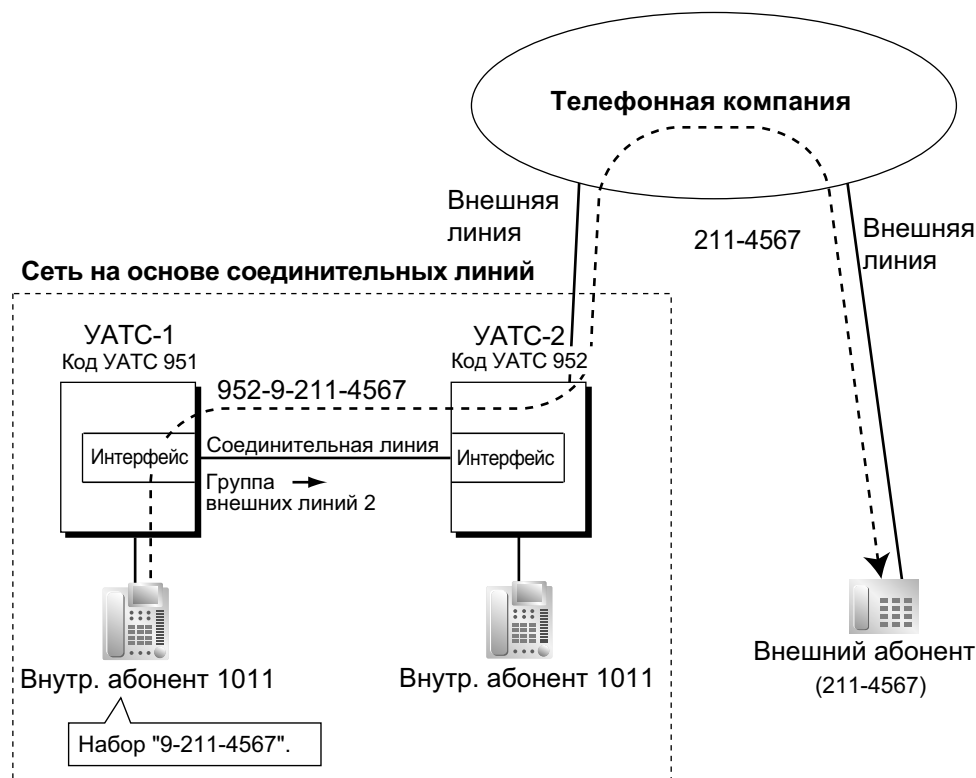 Телефонная компания
Внешняя
линия
211-4567
Внешняя
линия
Сеть на основе соединительных линий
УАТС-1
Код УАТС 951
УАТС-2
Код УАТС 952
952-9-211-4567
Интерфейс
Соединительная линия
Интерфейс
Группа
внешних линий 2
Внутр. абонент 1011
Внутр. абонент 1011
Внешний абонент
(211-4567)
Набор "9-211-4567".